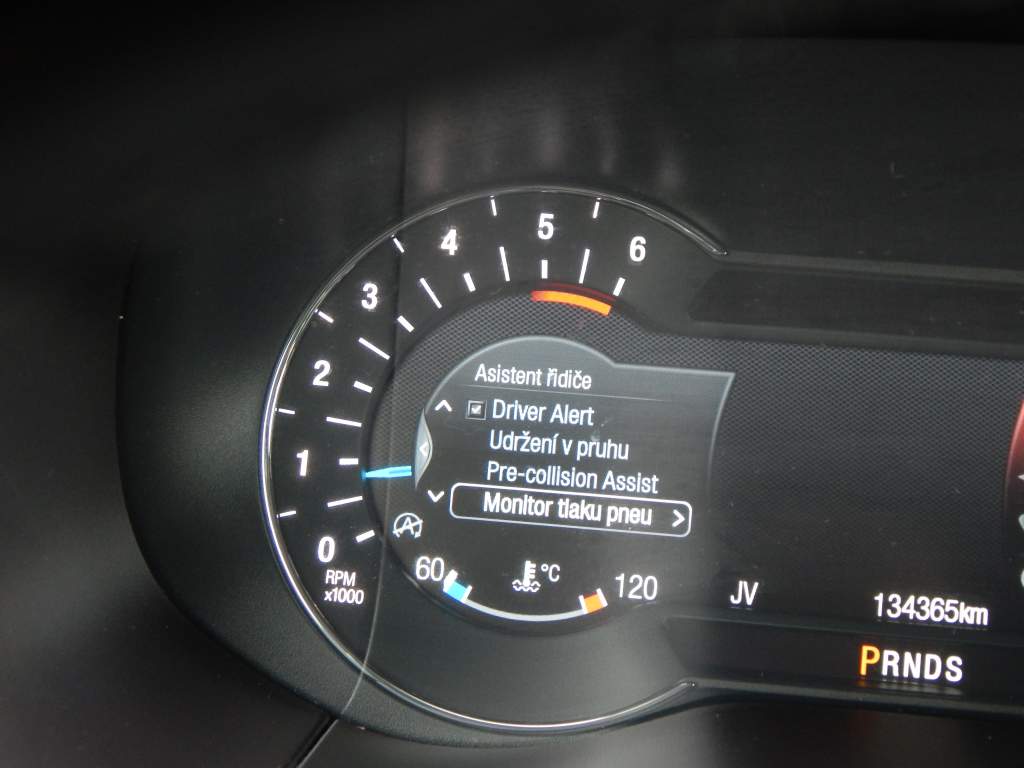 5
4
6
3
2
1
0
RPM
x1000
Asistent řidiče
Driver Alert
Udržení v pruhu
Pre-collision Assist
Monitor tlaku pneu >
60 °C 120
JV
134365km
PRNDS